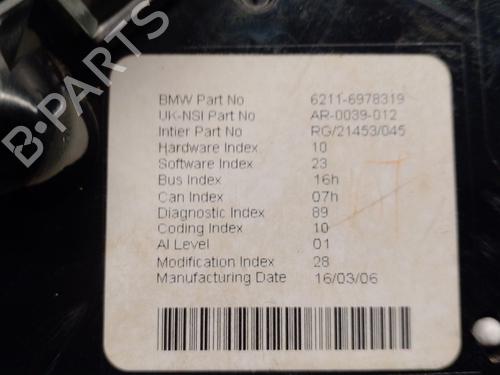 BMW Part No 6211-6978319
UK-NSI Part No AR-0039-012
Intier Part No RG/21453/045
Hardware Index 10
Software Index 23
Bus Index 16h
Can Index 07h
Diagnostic Index 89
Coding Index 10
AI Level 01
Modification Index 28
Manufacturing Date 16/03/06